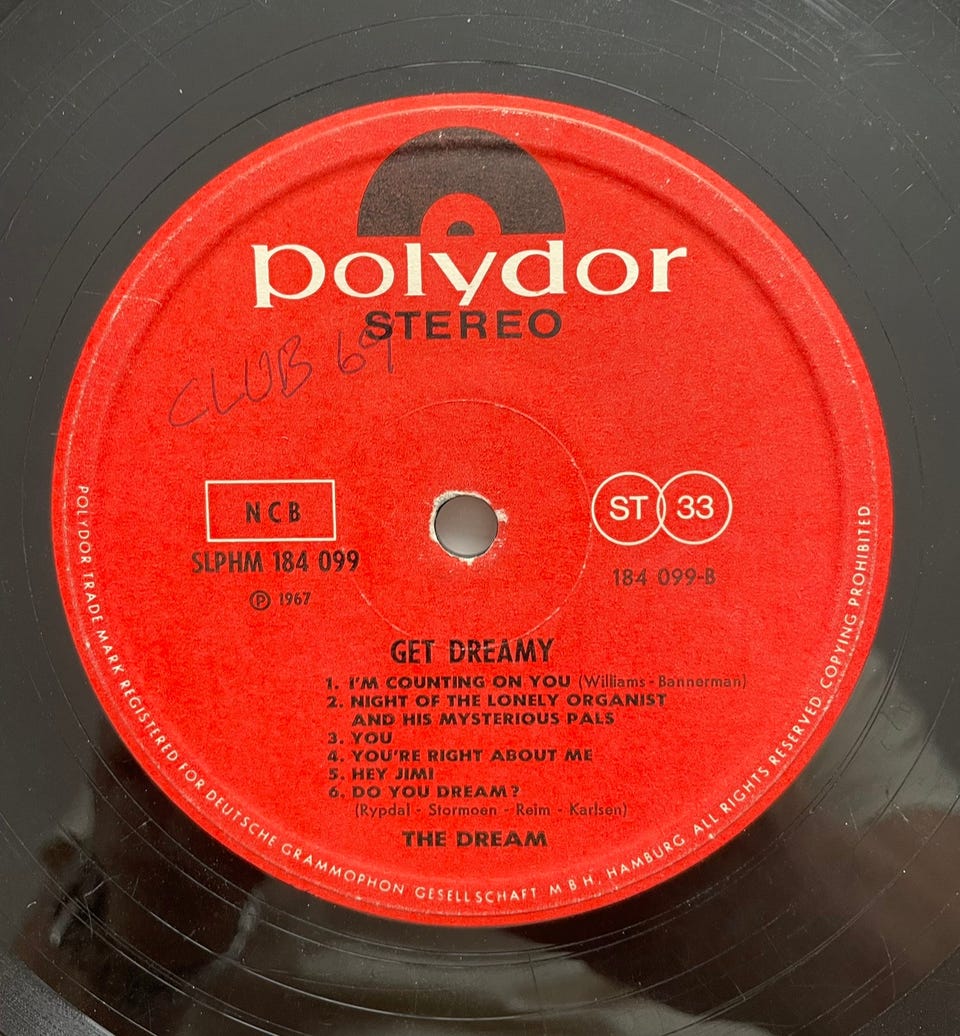 polydor
STEREO
CLUB 69
NCB
SLPHM 184 099
Ⓟ 1967
ST 33
184 099-B
GET DREAMY
1. I'M COUNTING ON YOU (Williams - Bannerman)
2. NIGHT OF THE LONELY ORGANIST
AND HIS MYSTERIOUS PALS
3. YOU
4. YOU'RE RIGHT ABOUT ME
5. HEY JIMI
6. DO YOU DREAM?
(Rypdal - Stormoen - Reim - Karlsen)
THE DREAM
POLYDOR TRADE MARK REGISTERED FOR DEUTSCHE GRAMMOPHON GESELLSCHAFT M B H, HAMBURG. ALL RIGHTS RESERVED. COPYING PROHIBITED.